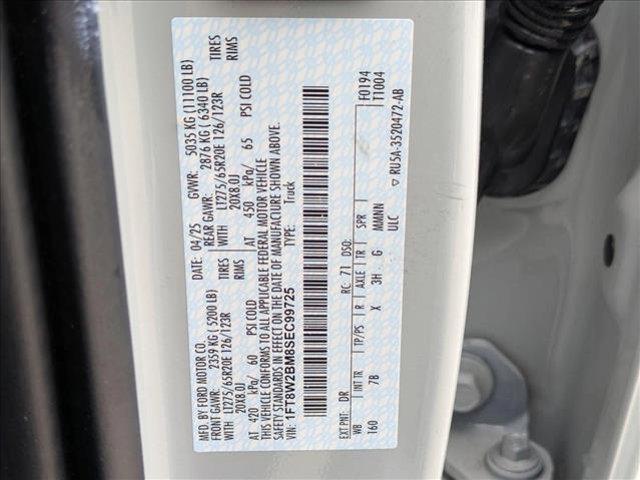 MFD. BY FORD MOTOR CO. DATE: 04/25 GVWR: 5035 KG (11100 LB)
FRONT GAWR: 2359 KG ( 5200 LB) REAR GAWR: 2876 KG ( 6340 LB)
WITH LT275/65R20E 126/123R TIRES WITH LT275/65R20E 126/123R TIRES
20X8.0J RIMS 20X8.0J RIMS
AT 420 kPa/ 60 PSI COLD AT 450 kPa/ 65 PSI COLD
THIS VEHICLE CONFORMS TO ALL APPLICABLE FEDERAL MOTOR VEHICLE
SAFETY STANDARDS IN EFFECT ON THE DATE OF MANUFACTURE SHOWN ABOVE.
VIN: 1FT8W2BM8SEC99725 TYPE: Truck
F0194
T1004
EXT PNT: DR RC: 71 DSO:
WB INT TR TP/PS R AXLE TR SPR
160 7B X 3H G MMNNN
ULC ▽ RU5A-3520472-AB